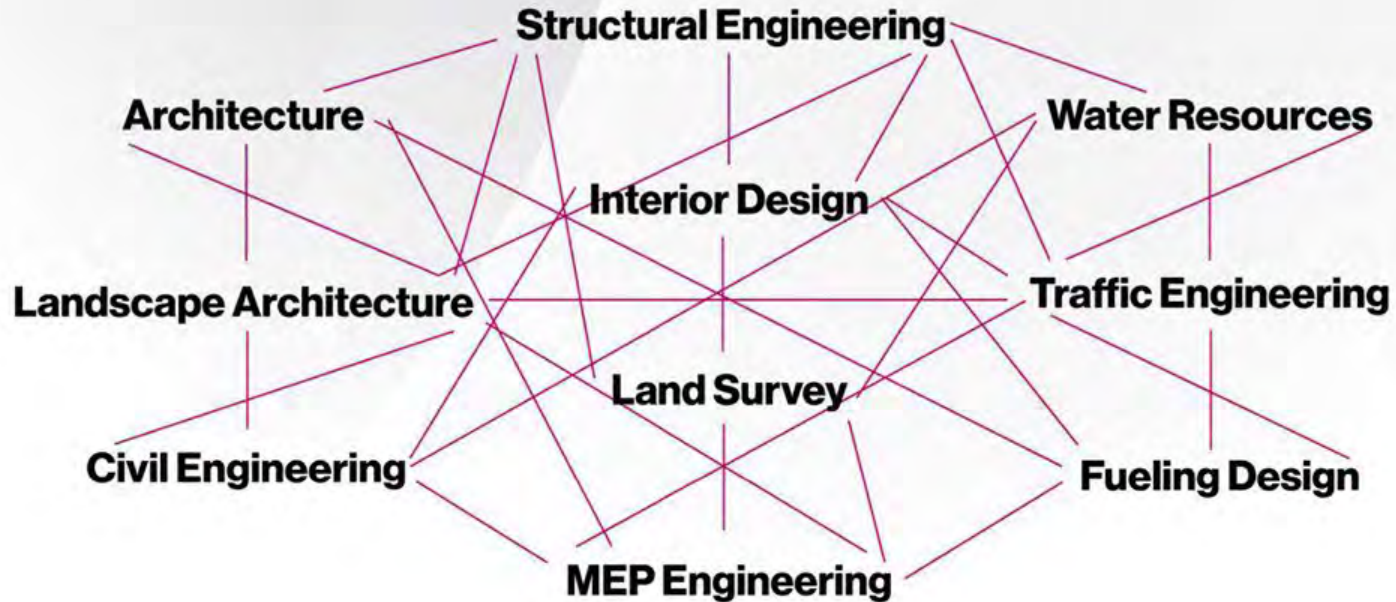 Structural Engineering
Architecture
Water Resources
Interior Design
Landscape Architecture
Traffic Engineering
Land Survey
Civil Engineering
Fueling Design
MEP Engineering